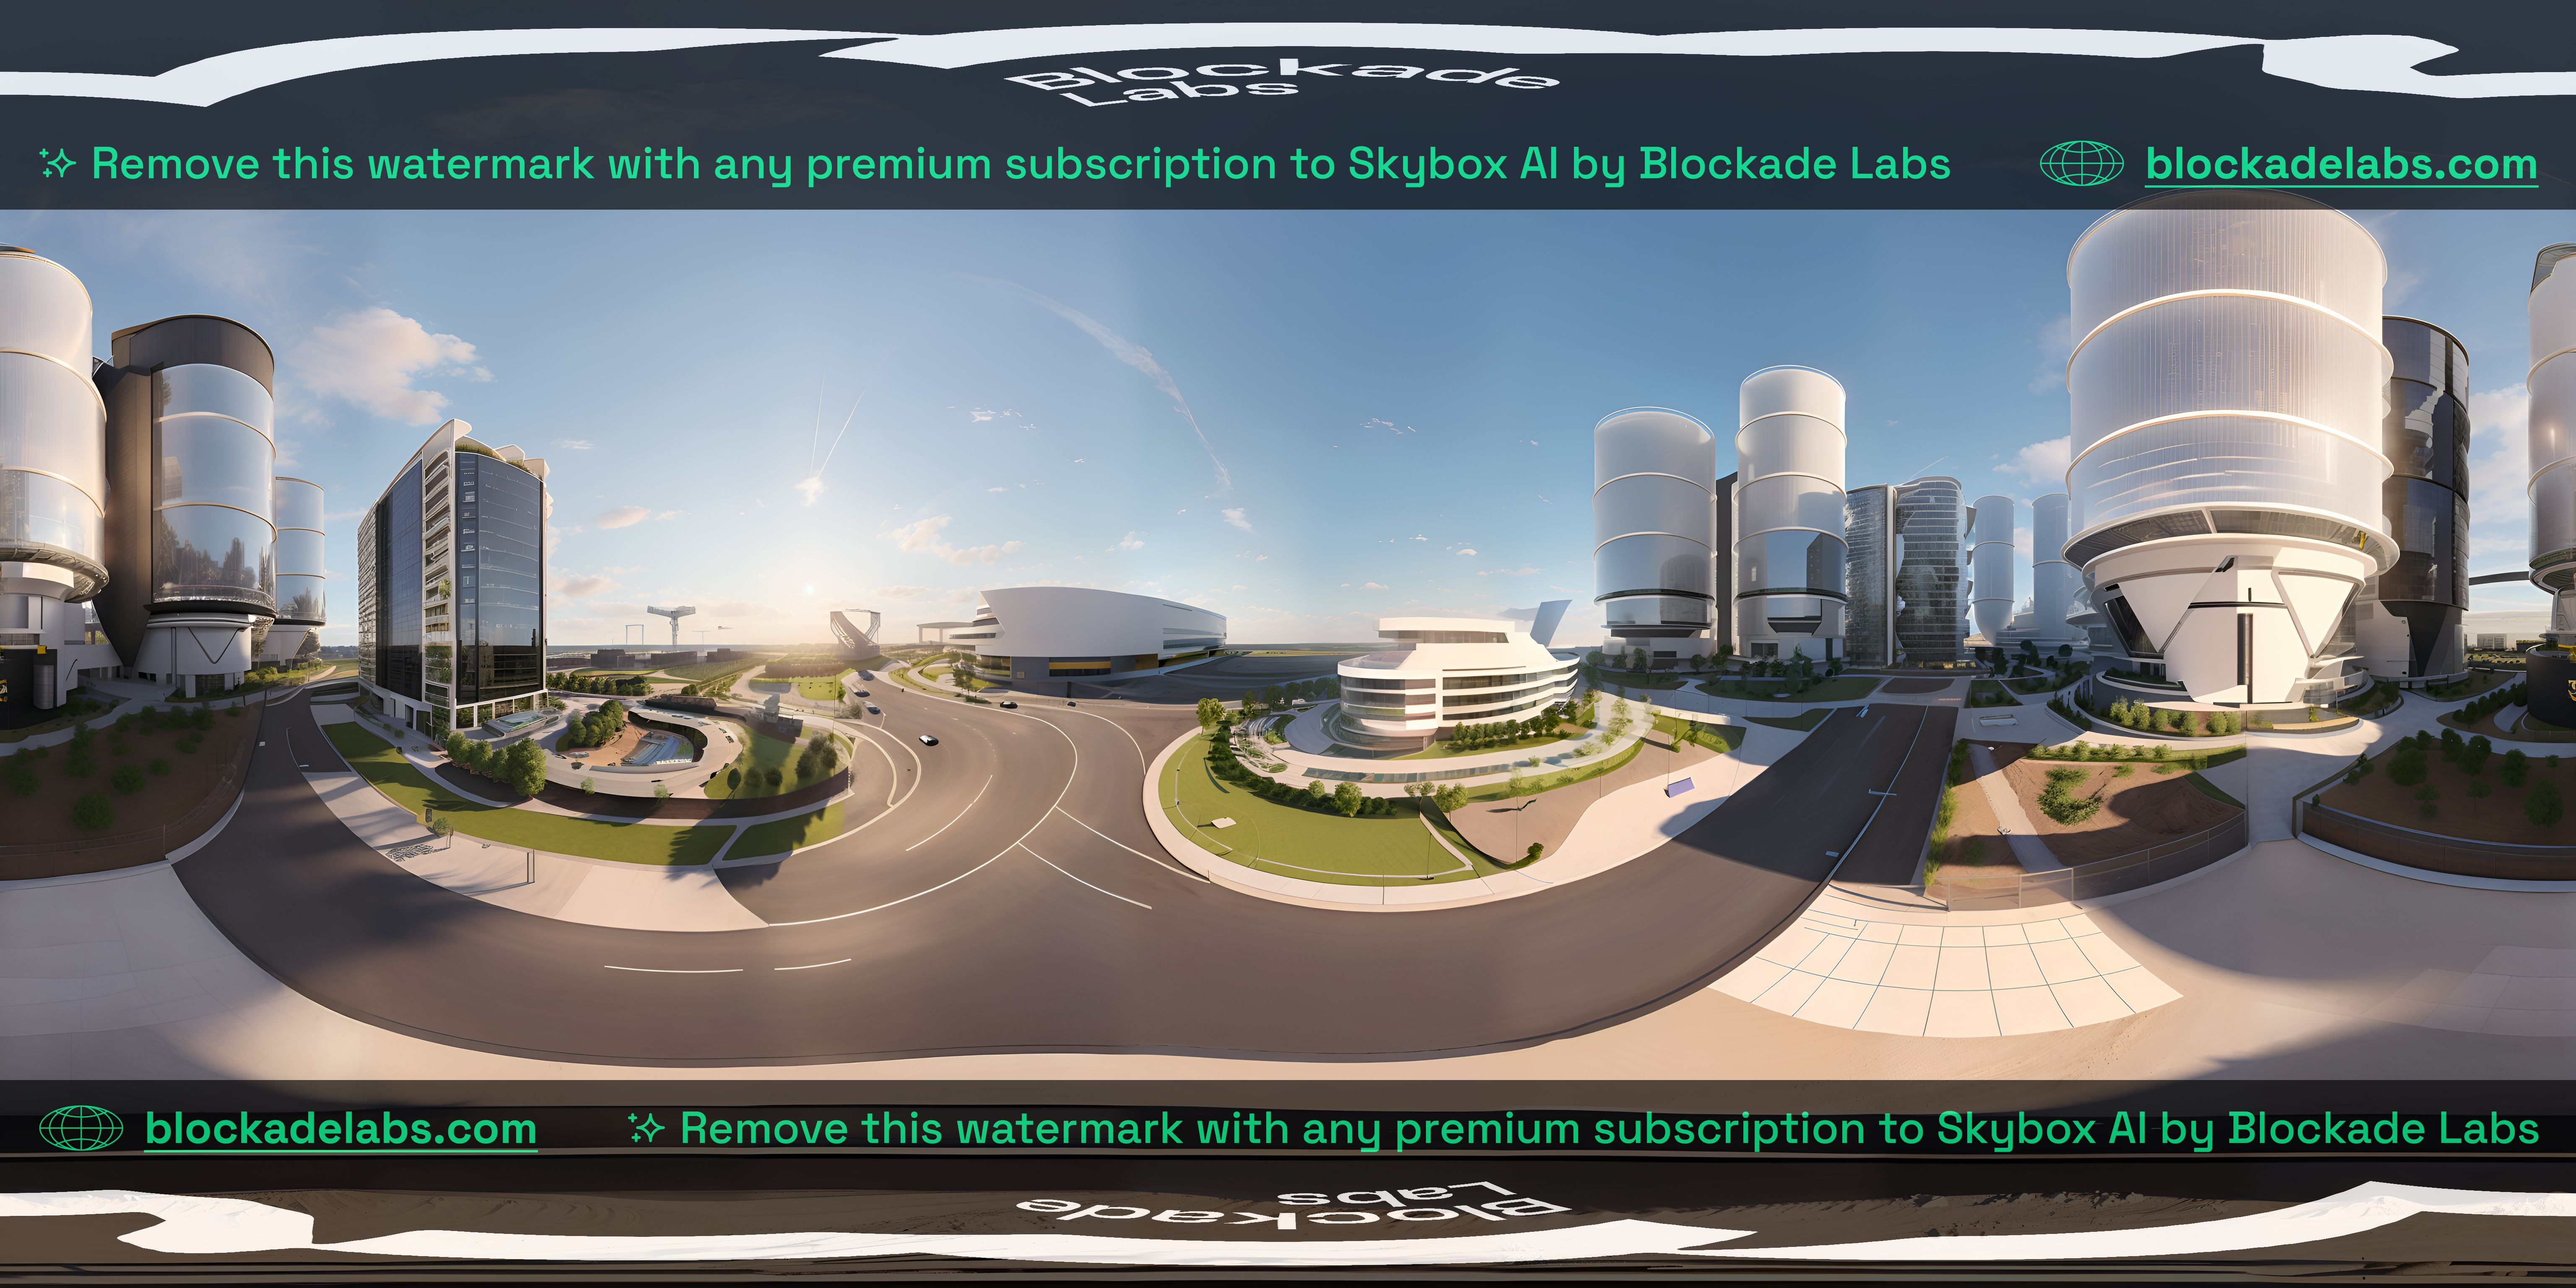 Blockade
Labs
Remove this watermark with any premium subscription to Skybox AI by Blockade Labs
blockadelabs.com
blockadelabs.com
Remove this watermark with any premium subscription to Skybox AI by Blockade Labs
Blockade
Labs